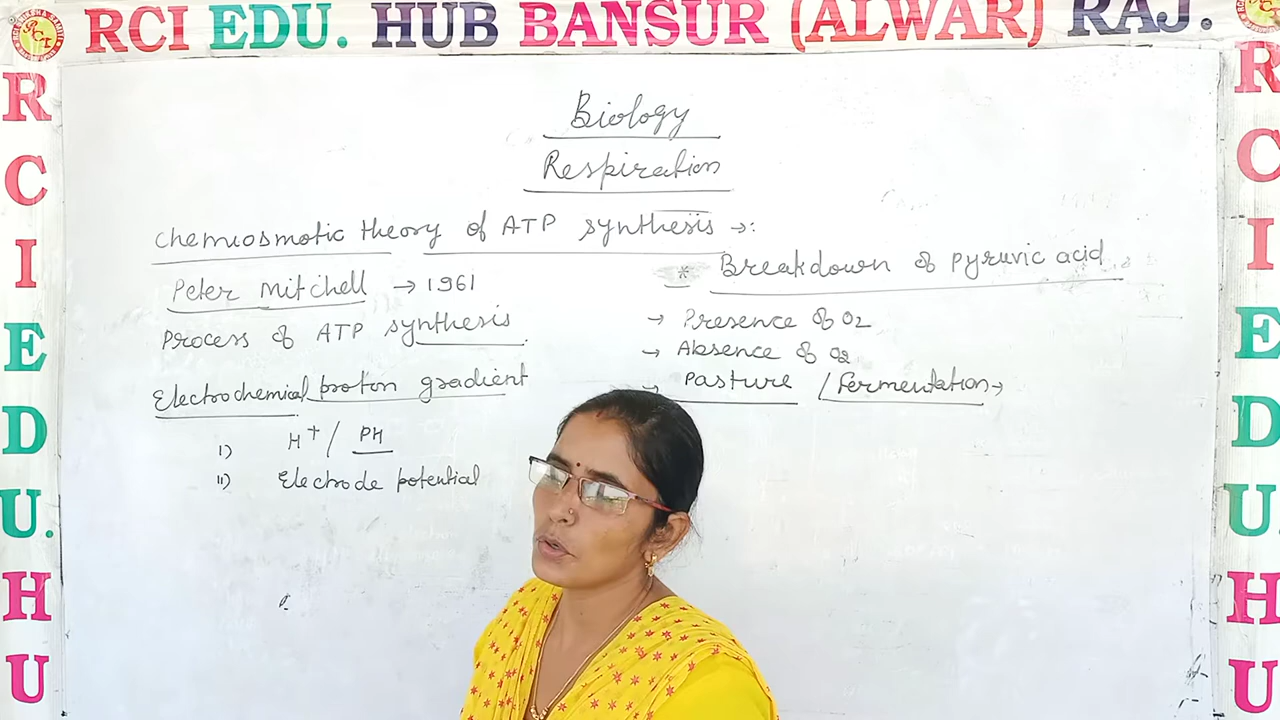 RCI EDU. HUB BANSUR (ALWAR) RAJ.
R C I E D U. H U
R C I E D U. H U
Biology
Respiration
Chemiosmotic theory of ATP synthesis →:
Peter Mitchell → 1961
Process of ATP synthesis.
Electrochemical proton gradient
I) H+ / PH
II) Electrode potential
* Breakdown of Pyruvic acid
→ Presence of O2
→ Absence of O2
→ Pasture / Fermentation →